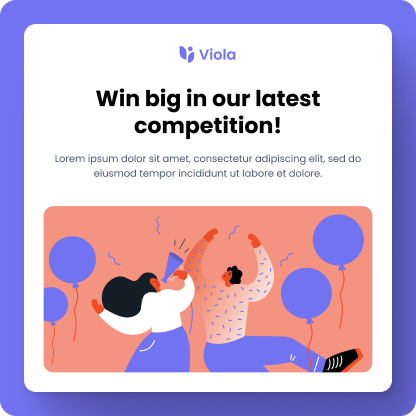 Viola
Win big in our latest
competition!
Lorem ipsum dolor sit amet, consectetur adipiscing elit, sed do
eiusmod tempor incididunt ut labore et dolore.